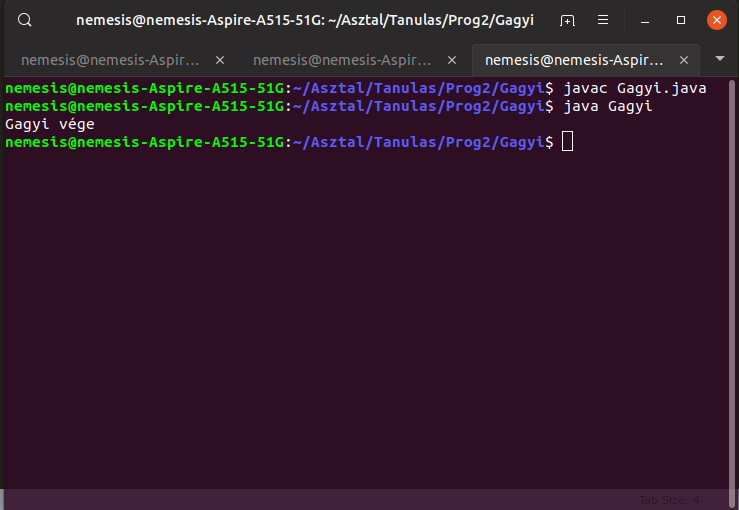 nemesis@nemesis-Aspire-A515-51G: ~/Asztal/Tanulas/Prog2/Gagyi
nemesis@nemesis-Aspir… nemesis@nemesis-Aspir… nemesis@nemesis-Aspir…
nemesis@nemesis-Aspire-A515-51G:~/Asztal/Tanulas/Prog2/Gagyi$ javac Gagyi.java
nemesis@nemesis-Aspire-A515-51G:~/Asztal/Tanulas/Prog2/Gagyi$ java Gagyi
Gagyi vége
nemesis@nemesis-Aspire-A515-51G:~/Asztal/Tanulas/Prog2/Gagyi$
Tab Size: 4